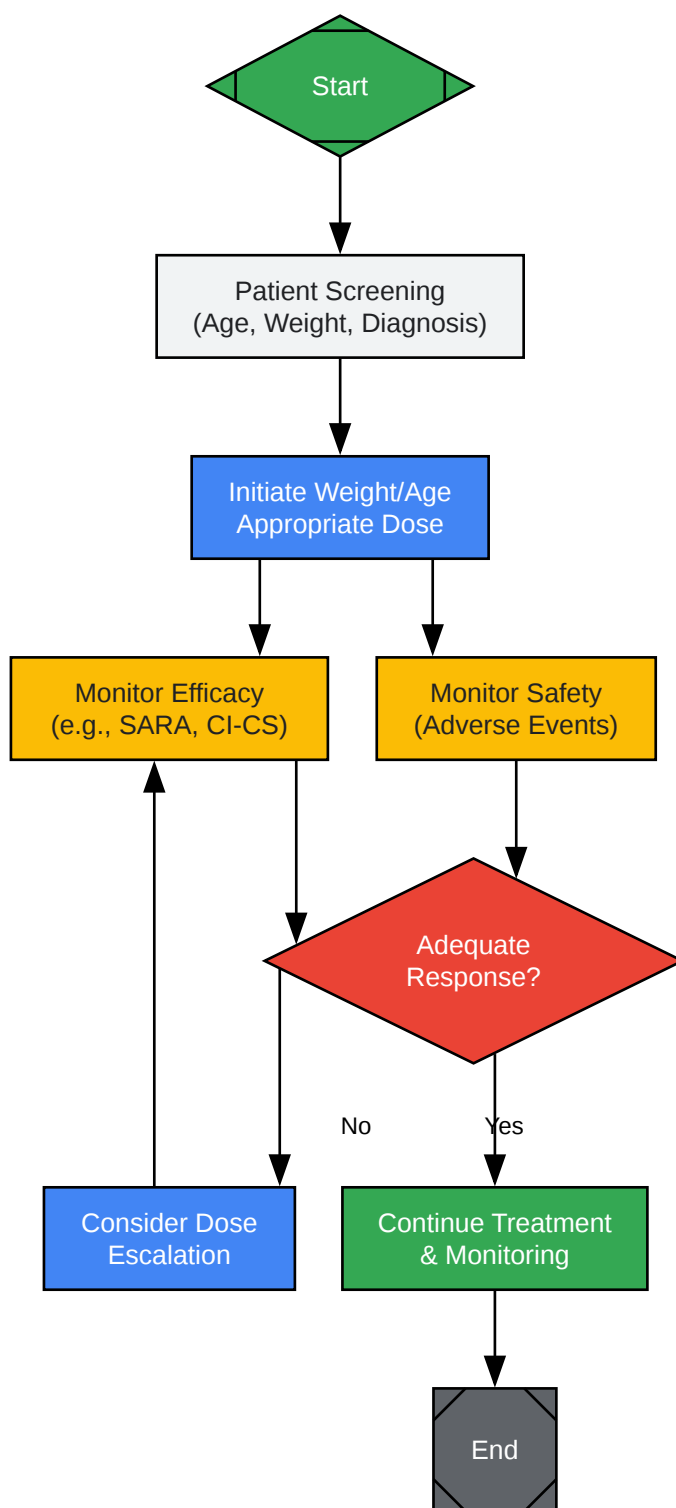 Start
Patient Screening
(Age, Weight, Diagnosis)
Initiate Weight/Age
Appropriate Dose
Monitor Efficacy
(e.g., SARA, CI-CS)
Monitor Safety
(Adverse Events)
Adequate
Response?
No
Yes
Consider Dose
Escalation
Continue Treatment
& Monitoring
End